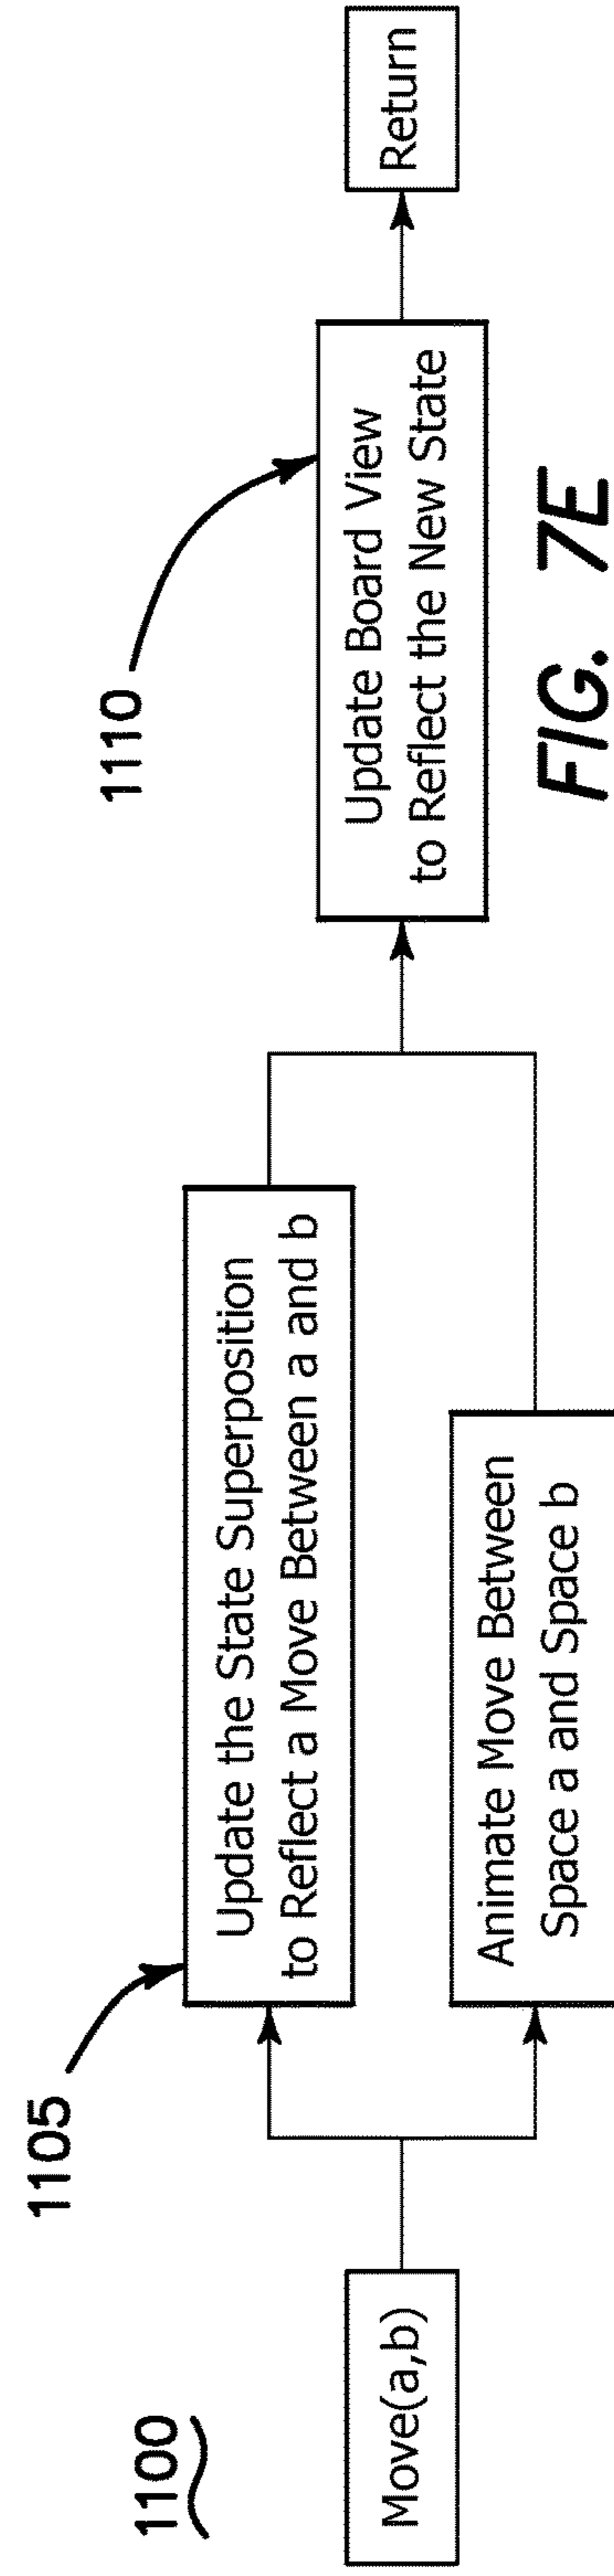 1100
Move(a,b)
1105
Update the State Superposition
to Reflect a Move Between a and b
Animate Move Between
Space a and Space b
1110
Update Board View
to Reflect the New State
Return
FIG. 7E